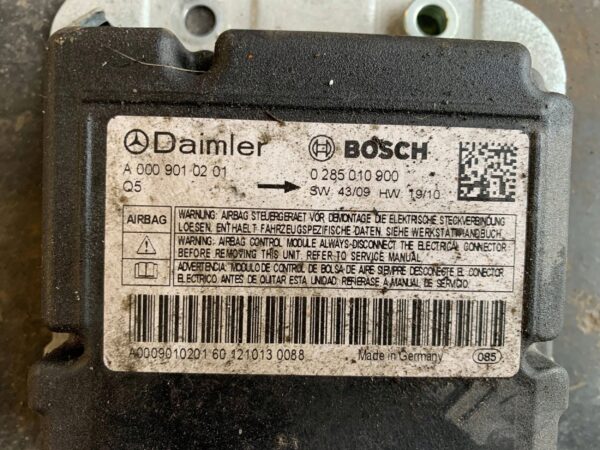 Daimler BOSCH
A 000 901 02 01 0 285 010 900
Q5 SW 43/09 HW 19/10
AIRBAG
WARNUNG: AIRBAG STEUERGERAET VOR DEMONTAGE DIE ELEKTRISCHE STECKVERBINDUNG
LOESEN. ENTHAELT FAHRZEUGSPEZIFISCHE DATEN. SIEHE WERKSTATTHANDBUCH.
WARNING: AIRBAG CONTROL MODULE ALWAYS DISCONNECT THE ELECTRICAL CONNECTOR
BEFORE REMOVING THIS UNIT. REFER TO SERVICE MANUAL.
ADVERTENCIA: MODULO DE CONTROL DE BOLSA DE AIRE SIEMPRE DESCONECTE EL CONECTOR
ELECTRICO ANTES DE QUITAR ESTA UNIDAD. REFIERASE A MANUAL DE SERVICIO.
A0009010201 60 121013 0088 Made in Germany 085